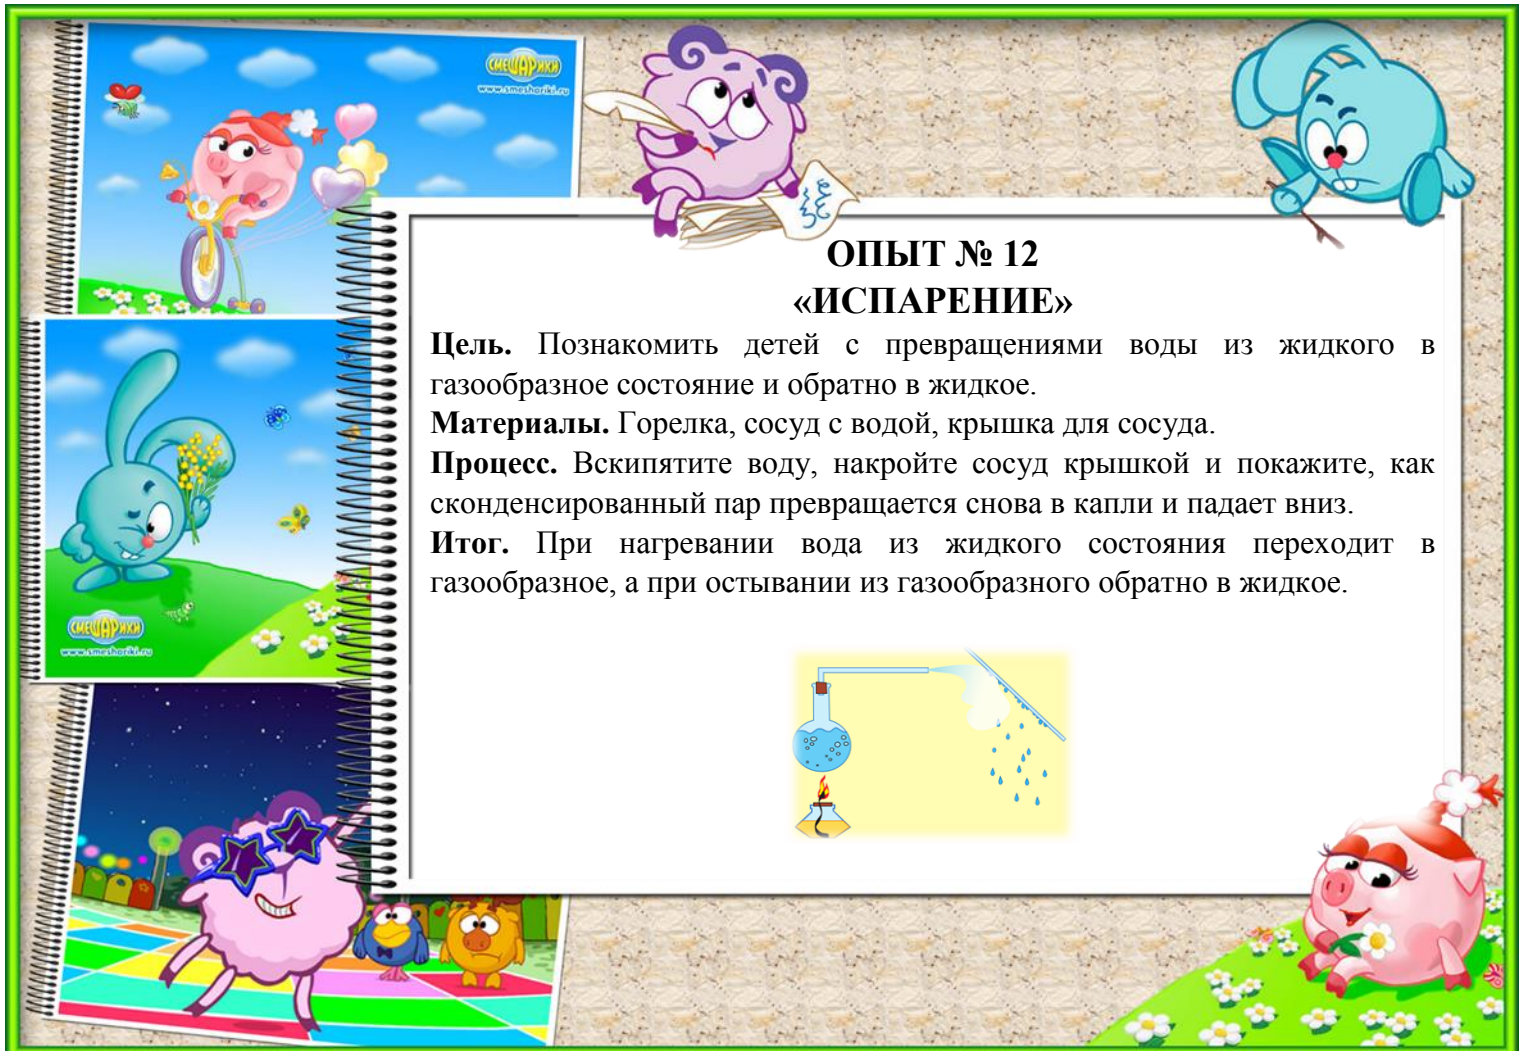 СМЕШАРИКИ
www.smeshariki.ru
ОПЫТ № 12
«ИСПАРЕНИЕ»
Цель. Познакомить детей с превращениями воды из жидкого в
газообразное состояние и обратно в жидкое.
Материалы. Горелка, сосуд с водой, крышка для сосуда.
Процесс. Вскипятите воду, накройте сосуд крышкой и покажите, как
сконденсированный пар превращается снова в капли и падает вниз.
Итог. При нагревании вода из жидкого состояния переходит в
газообразное, а при остывании из газообразного обратно в жидкое.
СМЕШАРИКИ
www.smeshariki.ru